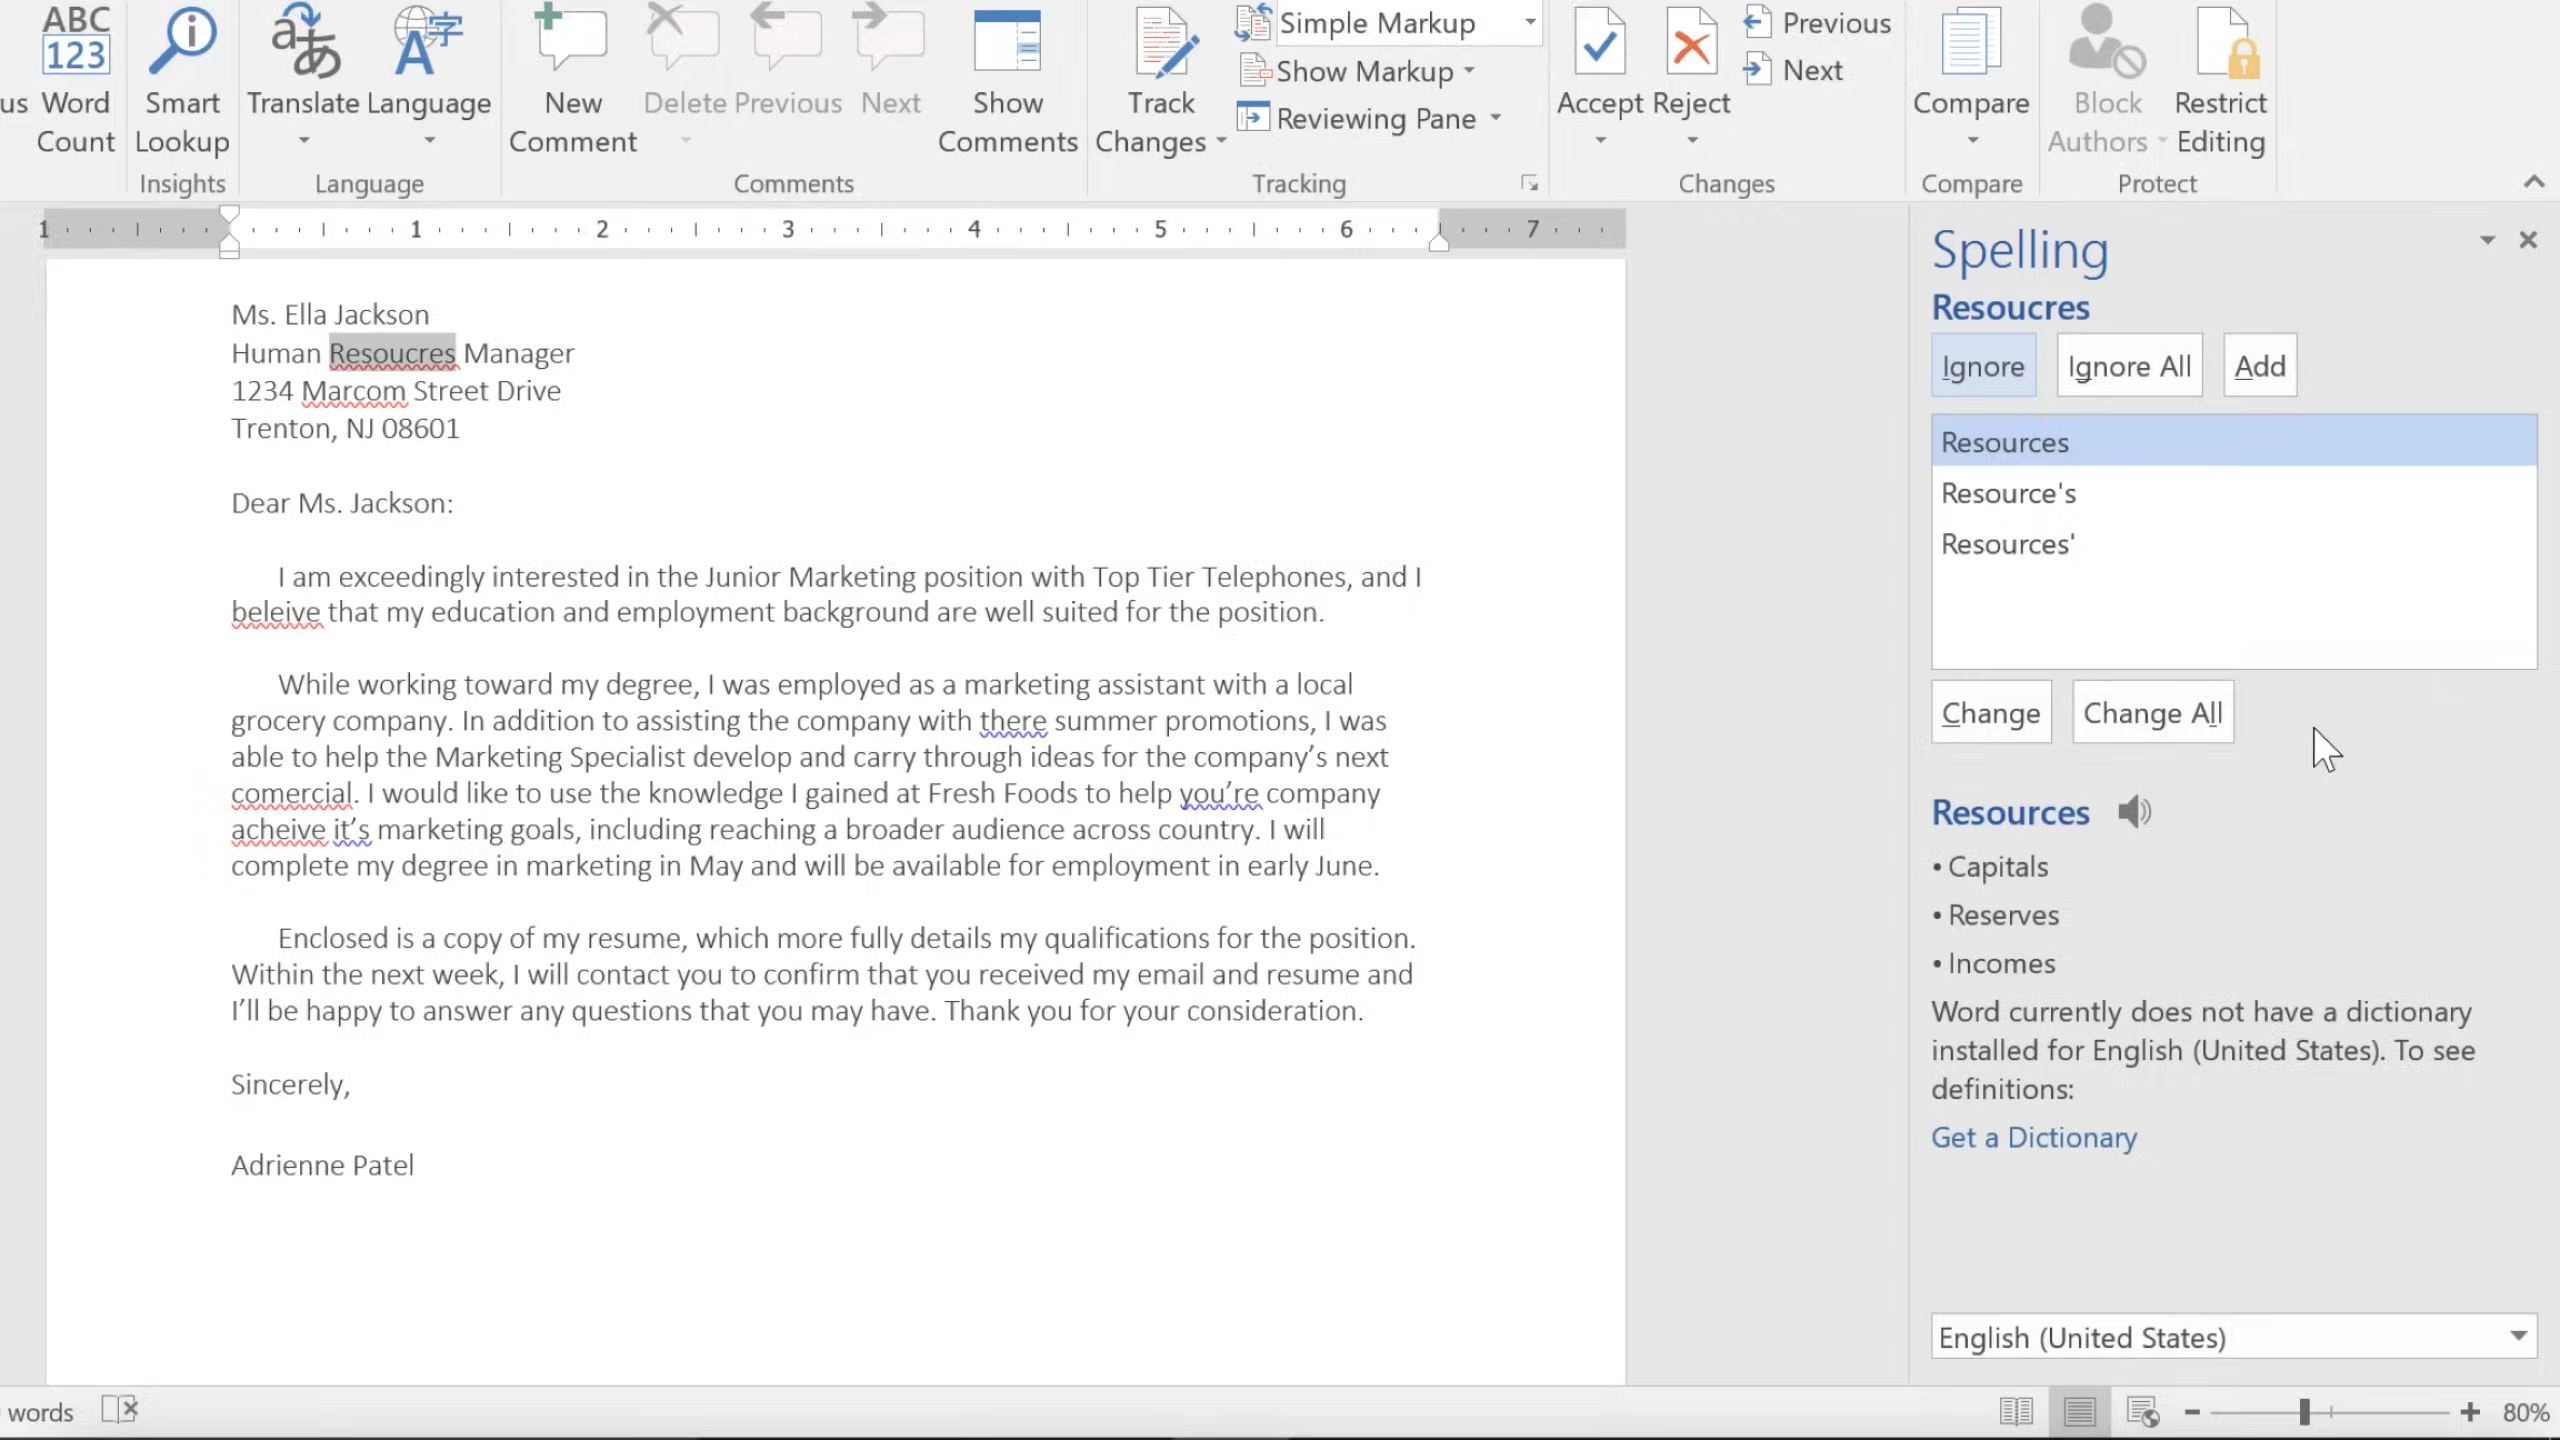 ABC
123
us Word
Count
Smart
Lookup
Insights
Translate Language
Language
New
Comment
Delete Previous Next
Show
Comments
Comments
Track
Changes
Simple Markup
Show Markup
Reviewing Pane
Tracking
Accept Reject
Previous
Next
Changes
Compare
Compare
Block
Authors
Restrict
Editing
Protect
1 1 2 3 4 5 6 7
Ms. Ella Jackson
Human Resoucres Manager
1234 Marcom Street Drive
Trenton, NJ 08601
Dear Ms. Jackson:
I am exceedingly interested in the Junior Marketing position with Top Tier Telephones, and I
beleive that my education and employment background are well suited for the position.
While working toward my degree, I was employed as a marketing assistant with a local
grocery company. In addition to assisting the company with there summer promotions, I was
able to help the Marketing Specialist develop and carry through ideas for the company’s next
comercial. I would like to use the knowledge I gained at Fresh Foods to help you’re company
acheive it’s marketing goals, including reaching a broader audience across country. I will
complete my degree in marketing in May and will be available for employment in early June.
Enclosed is a copy of my resume, which more fully details my qualifications for the position.
Within the next week, I will contact you to confirm that you received my email and resume and
I’ll be happy to answer any questions that you may have. Thank you for your consideration.
Sincerely,
Adrienne Patel
Spelling
Resoucres
Ignore Ignore All Add
Resources
Resource's
Resources'
Change Change All
Resources
• Capitals
• Reserves
• Incomes
Word currently does not have a dictionary
installed for English (United States). To see
definitions:
Get a Dictionary
English (United States)
words
80%